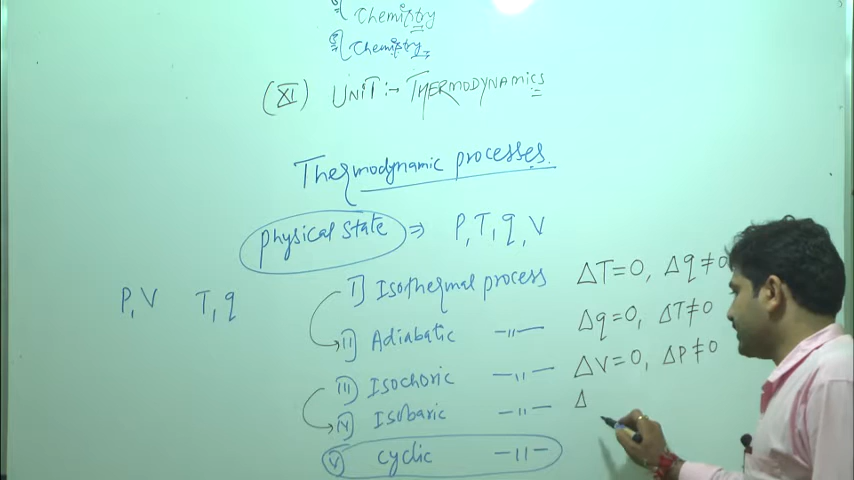 Chemistry
Chemistry
(XI) UNIT :- THERMODYNAMICS
Thermodynamic processes.
physical state ⇒ P, T, q, V
P, V T, q
I) Isothermal process ΔT=0, Δq≠0
II) Adiabatic -"- Δq=0, ΔT≠0
III) Isochoric -"- ΔV=0, ΔP≠0
IV) Isobaric -"- Δ
V cyclic -"-